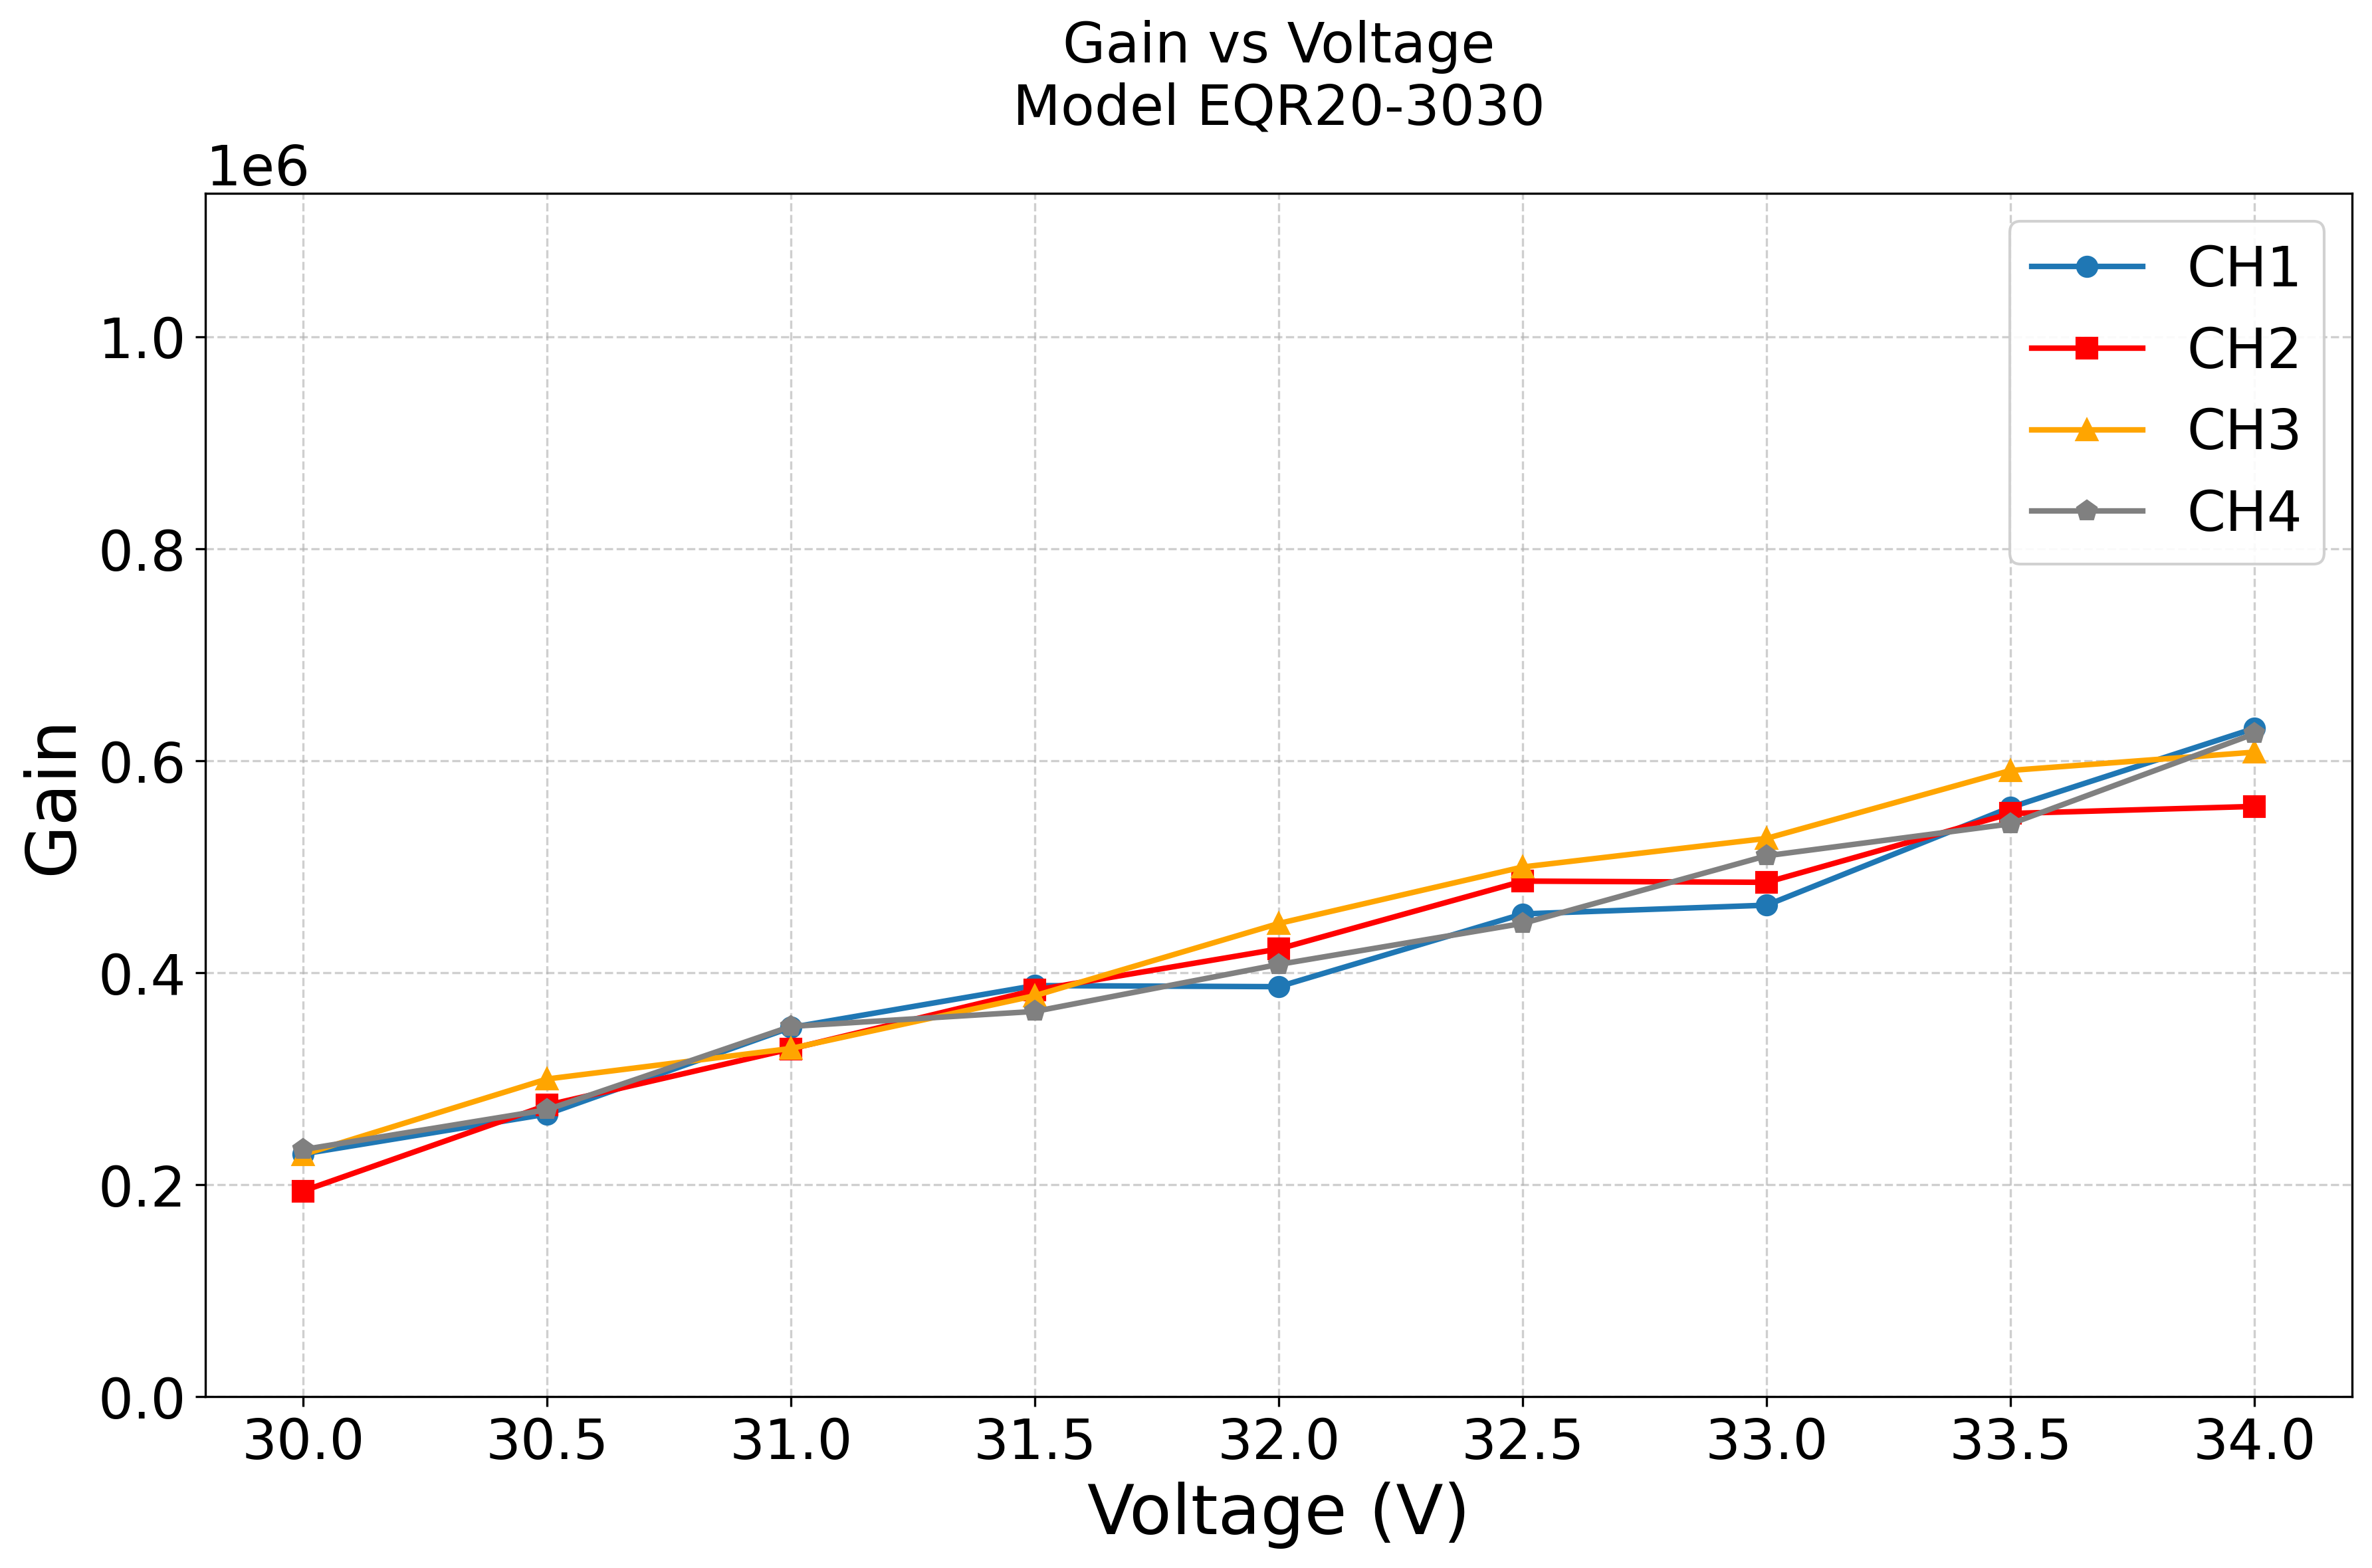 Gain vs Voltage
Model EQR20-3030
1e6
CH1
CH2
CH3
CH4
1.0
0.8
0.6
0.4
0.2
0.0
Gain
30.0 30.5 31.0 31.5 32.0 32.5 33.0 33.5 34.0
Voltage (V)